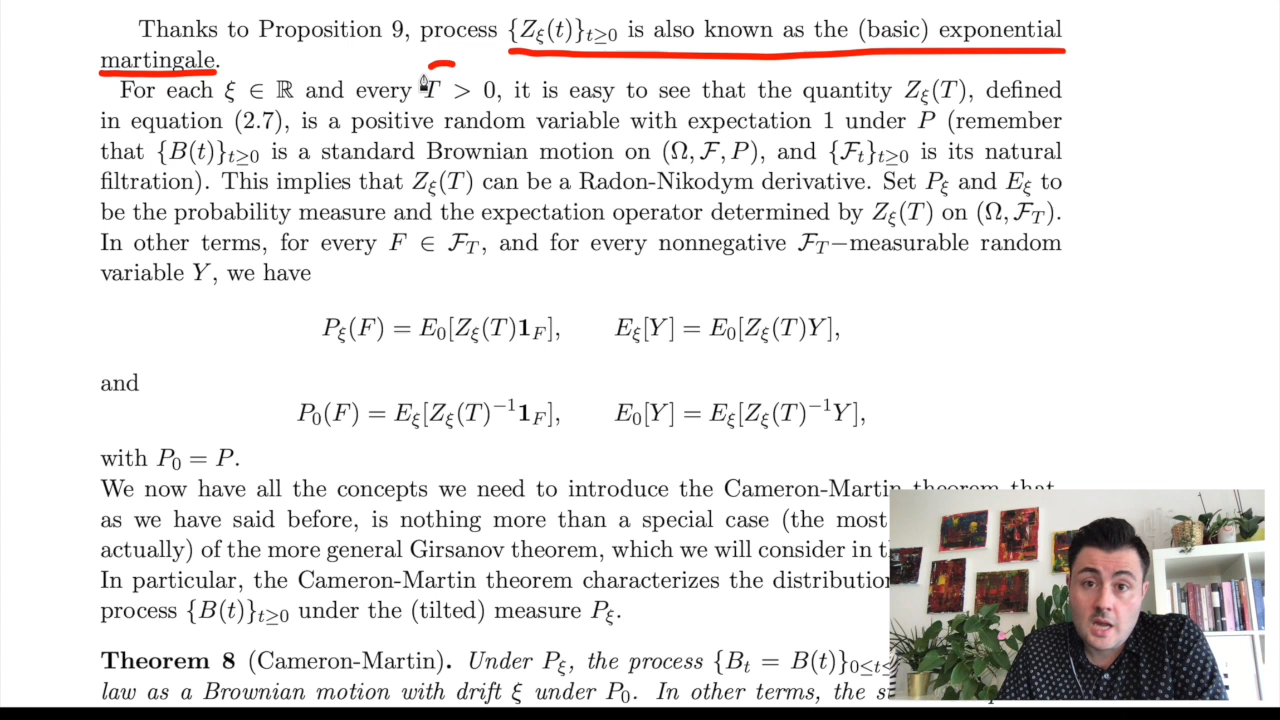 Thanks to Proposition 9, process {Z_ξ(t)}_{t≥0} is also known as the (basic) exponential
martingale.
For each ξ ∈ ℝ and every T > 0, it is easy to see that the quantity Z_ξ(T), defined
in equation (2.7), is a positive random variable with expectation 1 under P (remember
that {B(t)}_{t≥0} is a standard Brownian motion on (Ω, ℱ, P), and {ℱ_t}_{t≥0} is its natural
filtration). This implies that Z_ξ(T) can be a Radon-Nikodym derivative. Set P_ξ and E_ξ to
be the probability measure and the expectation operator determined by Z_ξ(T) on (Ω, ℱ_T).
In other terms, for every F ∈ ℱ_T, and for every nonnegative ℱ_T−measurable random
variable Y, we have
P_ξ(F) = E_0[Z_ξ(T)1_F], E_ξ[Y] = E_0[Z_ξ(T)Y],
and
P_0(F) = E_ξ[Z_ξ(T)^{-1}1_F], E_0[Y] = E_ξ[Z_ξ(T)^{-1}Y],
with P_0 = P.
We now have all the concepts we need to introduce the Cameron-Martin theorem that,
as we have said before, is nothing more than a special case (the most
actually) of the more general Girsanov theorem, which we will consider in
In particular, the Cameron-Martin theorem characterizes the
process {B(t)}_{t≥0} under the (tilted) measure P_ξ.
Theorem 8 (Cameron-Martin). Under P_ξ, the process {B_t = B(t)}_{0≤t≤
law as a Brownian motion with drift ξ under P_0. In other terms, the